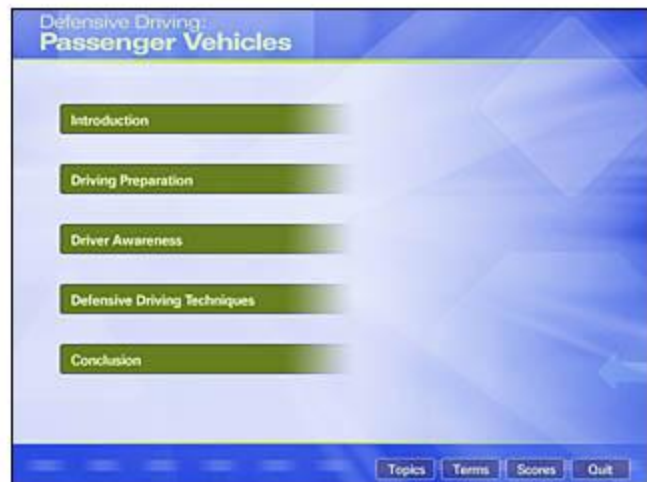 Defensive Driving:
Passenger Vehicles
Introduction
Driving Preparation
Driver Awareness
Defensive Driving Techniques
Conclusion
Topics Terms Scores Quit